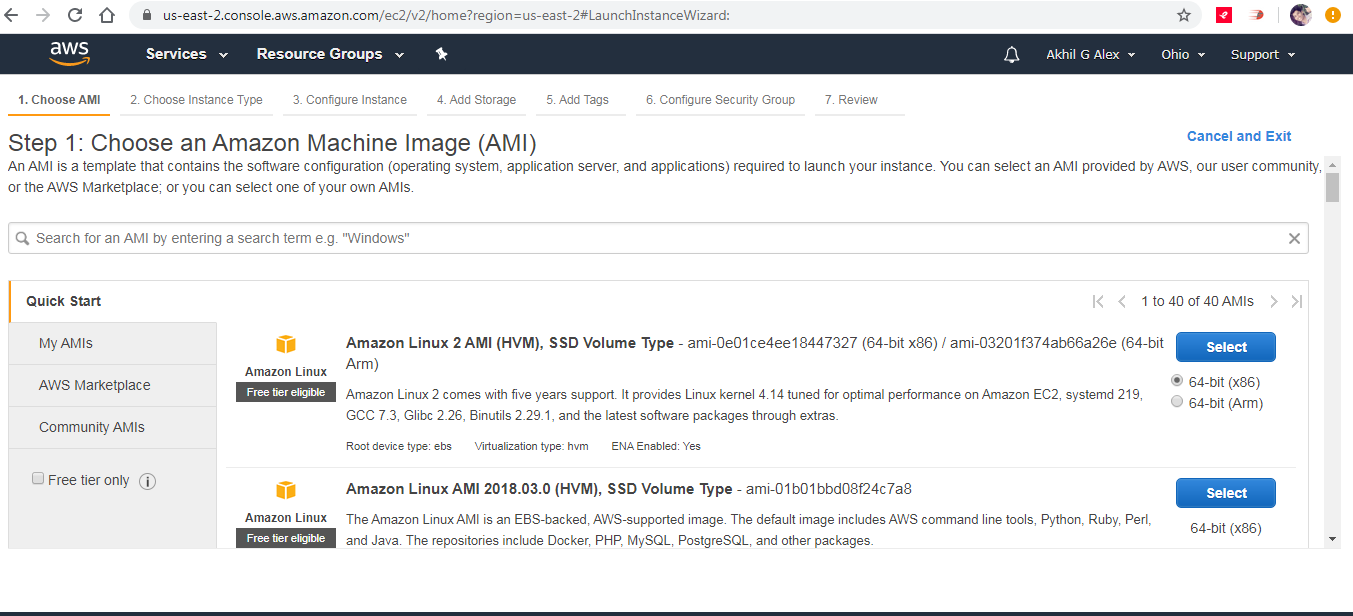 us-east-2.console.aws.amazon.com/ec2/v2/home?region=us-east-2#LaunchInstanceWizard:
aws Services Resource Groups Akhil G Alex Ohio Support
1. Choose AMI 2. Choose Instance Type 3. Configure Instance 4. Add Storage 5. Add Tags 6. Configure Security Group 7. Review
Step 1: Choose an Amazon Machine Image (AMI)
Cancel and Exit
An AMI is a template that contains the software configuration (operating system, application server, and applications) required to launch your instance. You can select an AMI provided by AWS, our user community,
or the AWS Marketplace; or you can select one of your own AMIs.
Search for an AMI by entering a search term e.g. "Windows"
Quick Start
1 to 40 of 40 AMIs
My AMIs
AWS Marketplace
Community AMIs
Free tier only
Amazon Linux
Free tier eligible
Amazon Linux 2 AMI (HVM), SSD Volume Type - ami-0e01ce4ee18447327 (64-bit x86) / ami-03201f374ab66a26e (64-bit
Arm)
Amazon Linux 2 comes with five years support. It provides Linux kernel 4.14 tuned for optimal performance on Amazon EC2, systemd 219,
GCC 7.3, Glibc 2.26, Binutils 2.29.1, and the latest software packages through extras.
Root device type: ebs Virtualization type: hvm ENA Enabled: Yes
Select
64-bit (x86)
64-bit (Arm)
Amazon Linux
Free tier eligible
Amazon Linux AMI 2018.03.0 (HVM), SSD Volume Type - ami-01b01bbd08f24c7a8
The Amazon Linux AMI is an EBS-backed, AWS-supported image. The default image includes AWS command line tools, Python, Ruby, Perl,
and Java. The repositories include Docker, PHP, MySQL, PostgreSQL, and other packages.
Select
64-bit (x86)